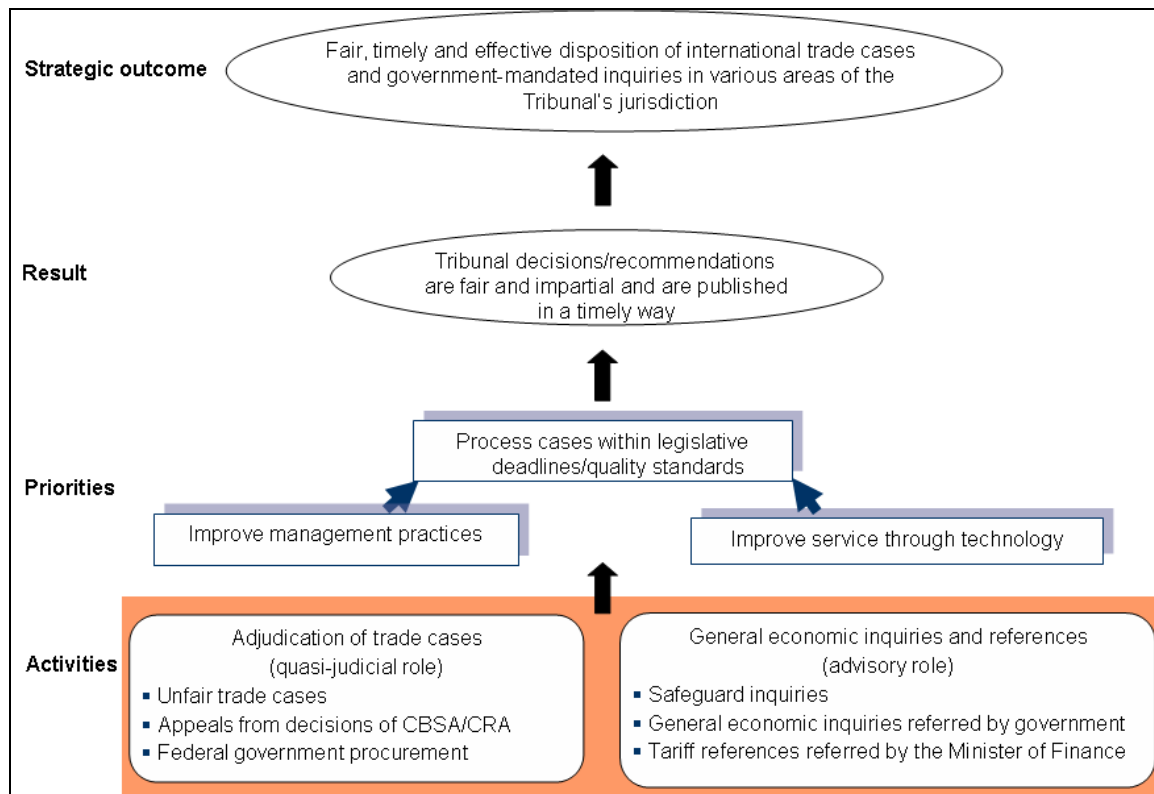 Strategic outcome
Fair, timely and effective disposition of international trade cases
and government-mandated inquiries in various areas of the
Tribunal's jurisdiction
Result
Tribunal decisions/recommendations
are fair and impartial and are published
in a timely way
Priorities
Process cases within legislative
deadlines/quality standards
Improve management practices
Improve service through technology
Activities
Adjudication of trade cases
(quasi-judicial role)
▪ Unfair trade cases
▪ Appeals from decisions of CBSA/CRA
▪ Federal government procurement
General economic inquiries and references
(advisory role)
▪ Safeguard inquiries
▪ General economic inquiries referred by government
▪ Tariff references referred by the Minister of Finance